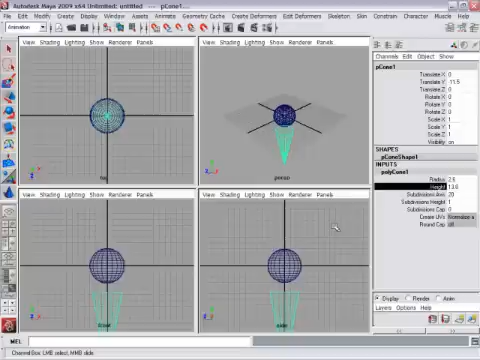 Autodesk Maya 2009 x64 Unlimited: untitled --- pCone1...
File Edit Modify Create Display Window Assets Animate Geometry Cache Create Deformers Edit Deformers Skeleton Skin Constrain Character Muscle
Animation
View Shading Lighting Show Renderer Panels
View Shading Lighting Show Renderer Panels
Channels Edit Object Show
pCone1
Translate X 0
Translate Y -11.5
Translate Z 0
Rotate X 0
Rotate Y 0
Rotate Z 0
Scale X 1
Scale Y 1
Scale Z 1
Visibility on
SHAPES
pConeShape1
INPUTS
polyCone1
Radius 2.6
Height 13.6
Subdivisions Axis 20
Subdivisions Height 1
Subdivisions Cap 0
Create UVs Normalize a
Round Cap off
top
persp
View Shading Lighting Show Renderer Panels
View Shading Lighting Show Renderer Panels
front
side
Display Render Anim
Layers Options Help
MEL
Channel Box: LMB select, MMB slide